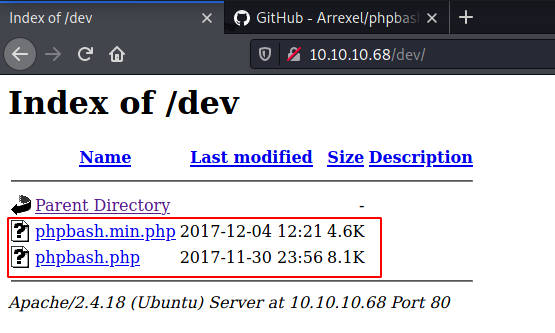 Index of /dev
GitHub - Arrexel/phpbash
10.10.10.68/dev/
Index of /dev
Name Last modified Size Description
Parent Directory -
phpbash.min.php 2017-12-04 12:21 4.6K
phpbash.php 2017-11-30 23:56 8.1K
Apache/2.4.18 (Ubuntu) Server at 10.10.10.68 Port 80